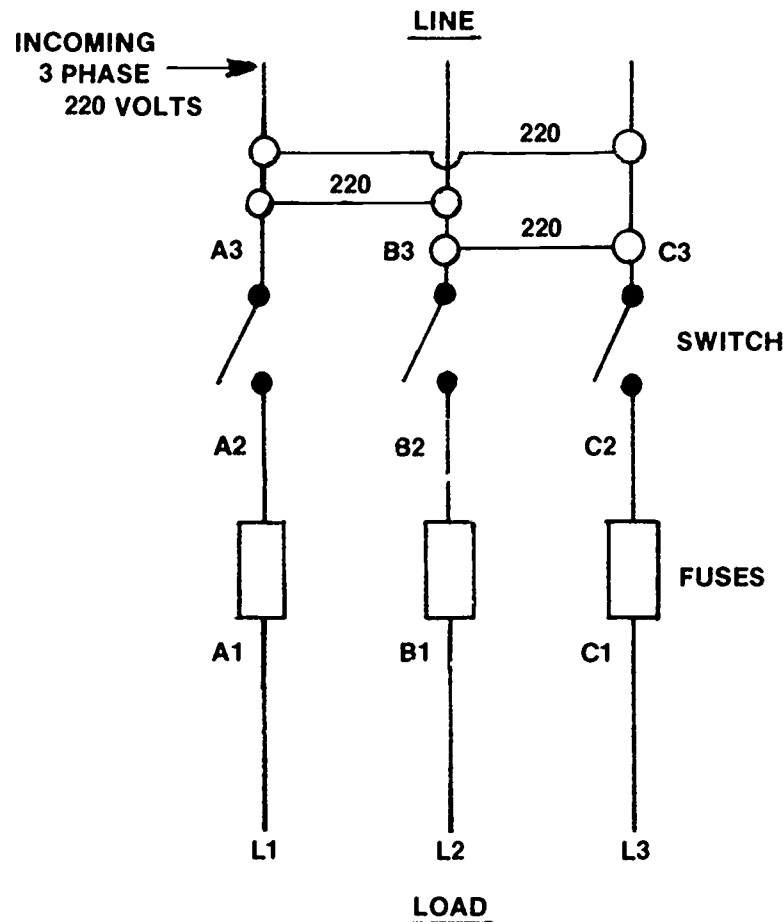 LINE
INCOMING
3 PHASE
220 VOLTS
220
220
220
A3
B3
C3
SWITCH
A2
B2
C2
FUSES
A1
B1
C1
L1
L2
L3
LOAD